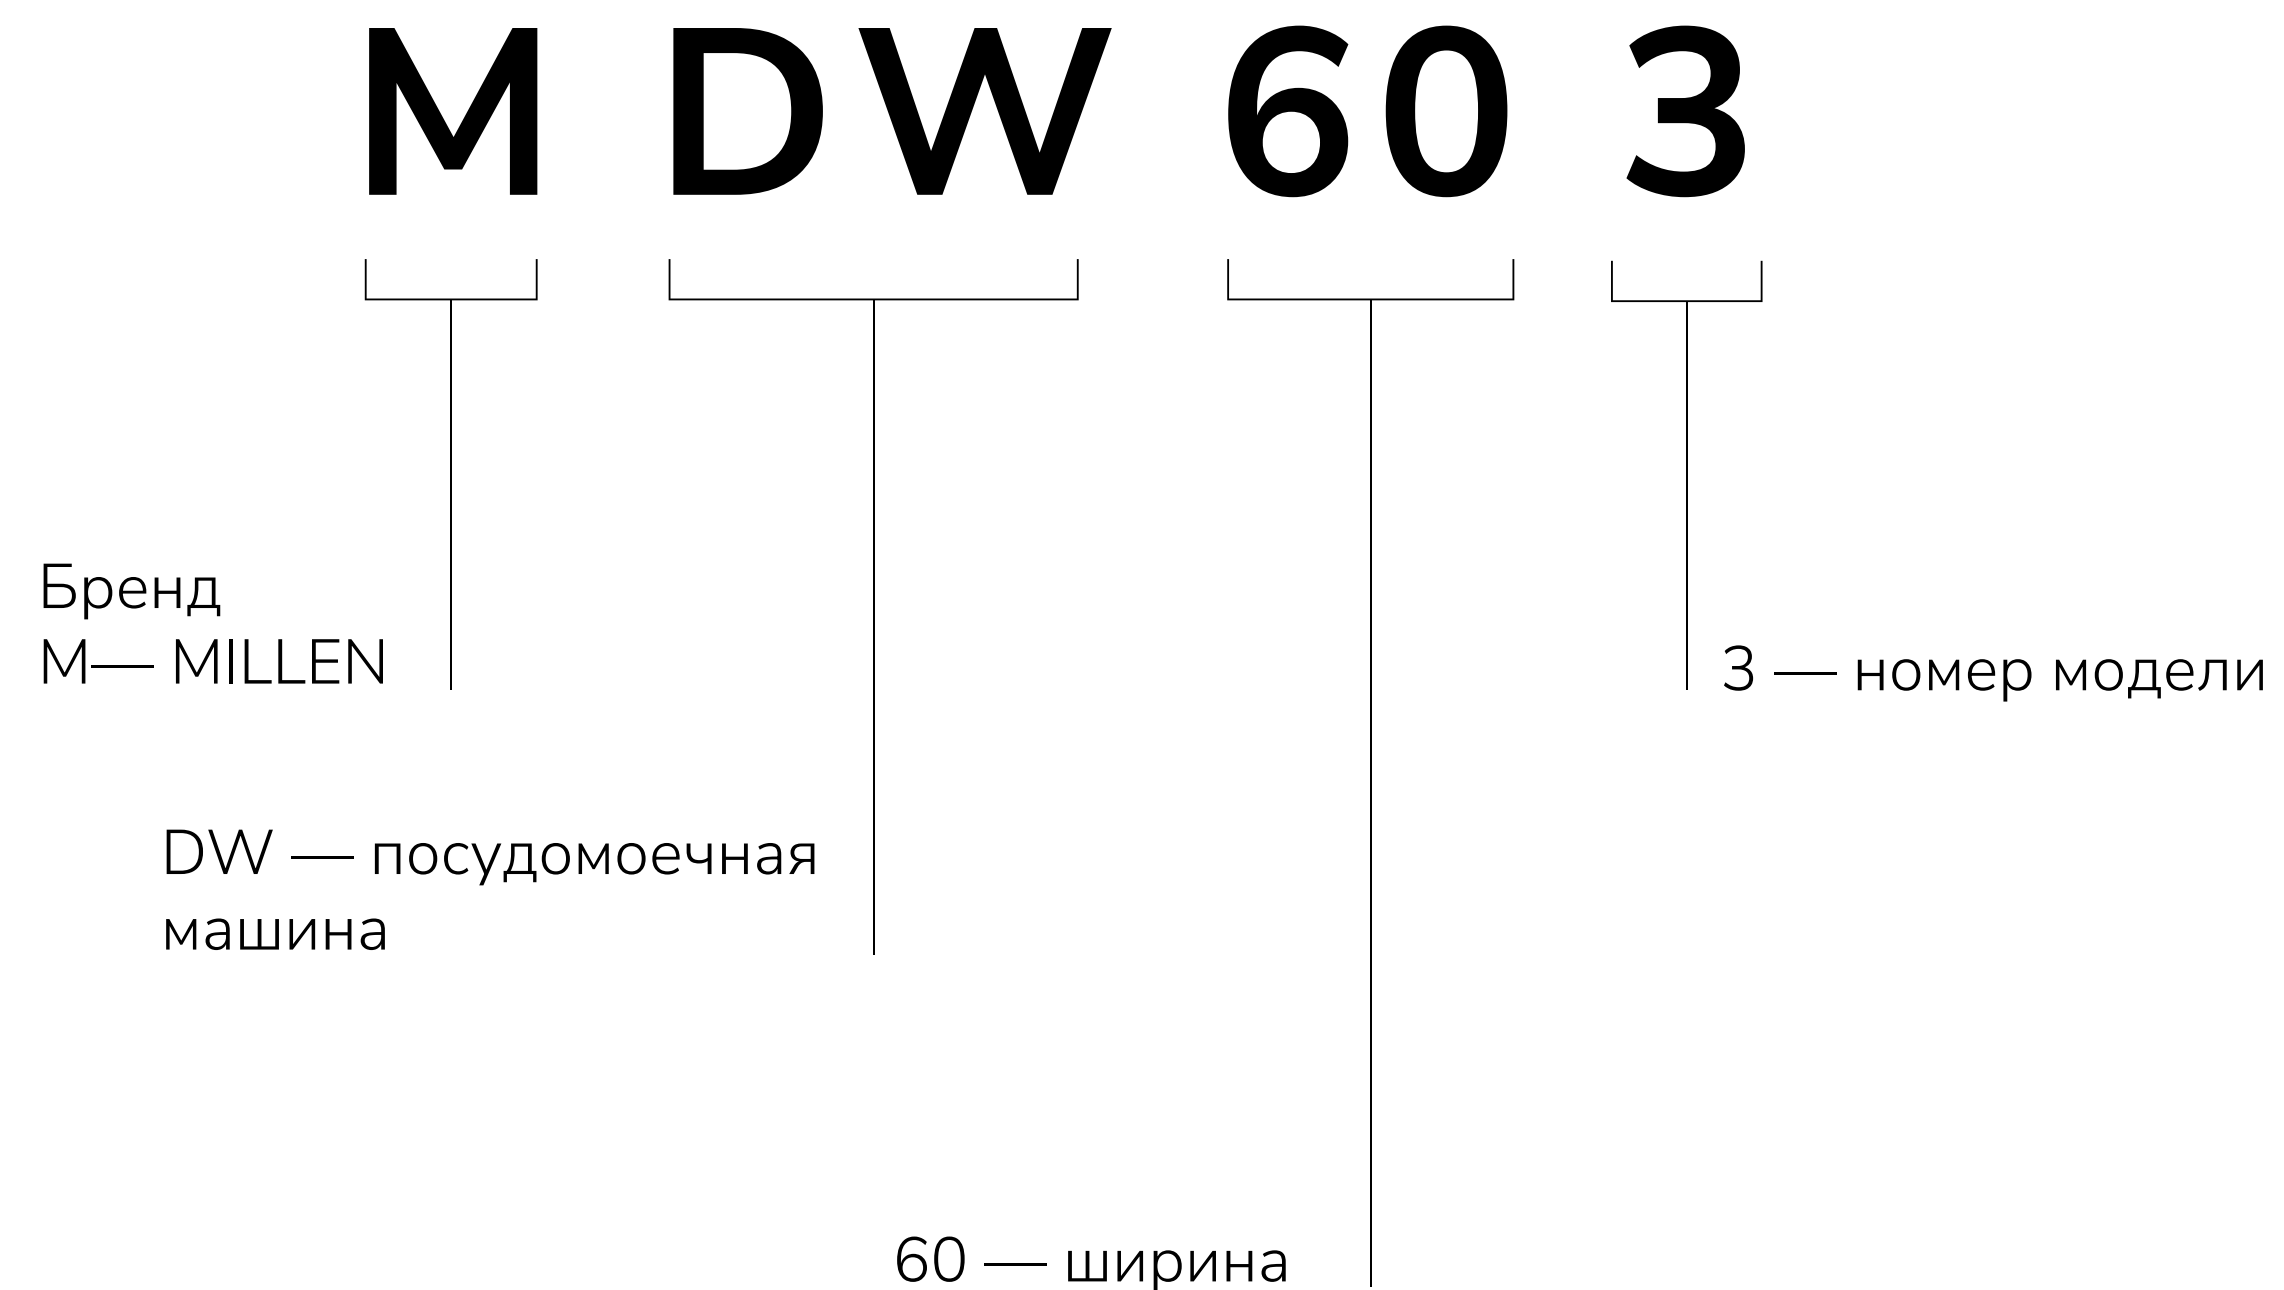 M DW 60 3
Бренд
M— MILLEN
3 — номер модели
DW — посудомоечная
машина
60 — ширина